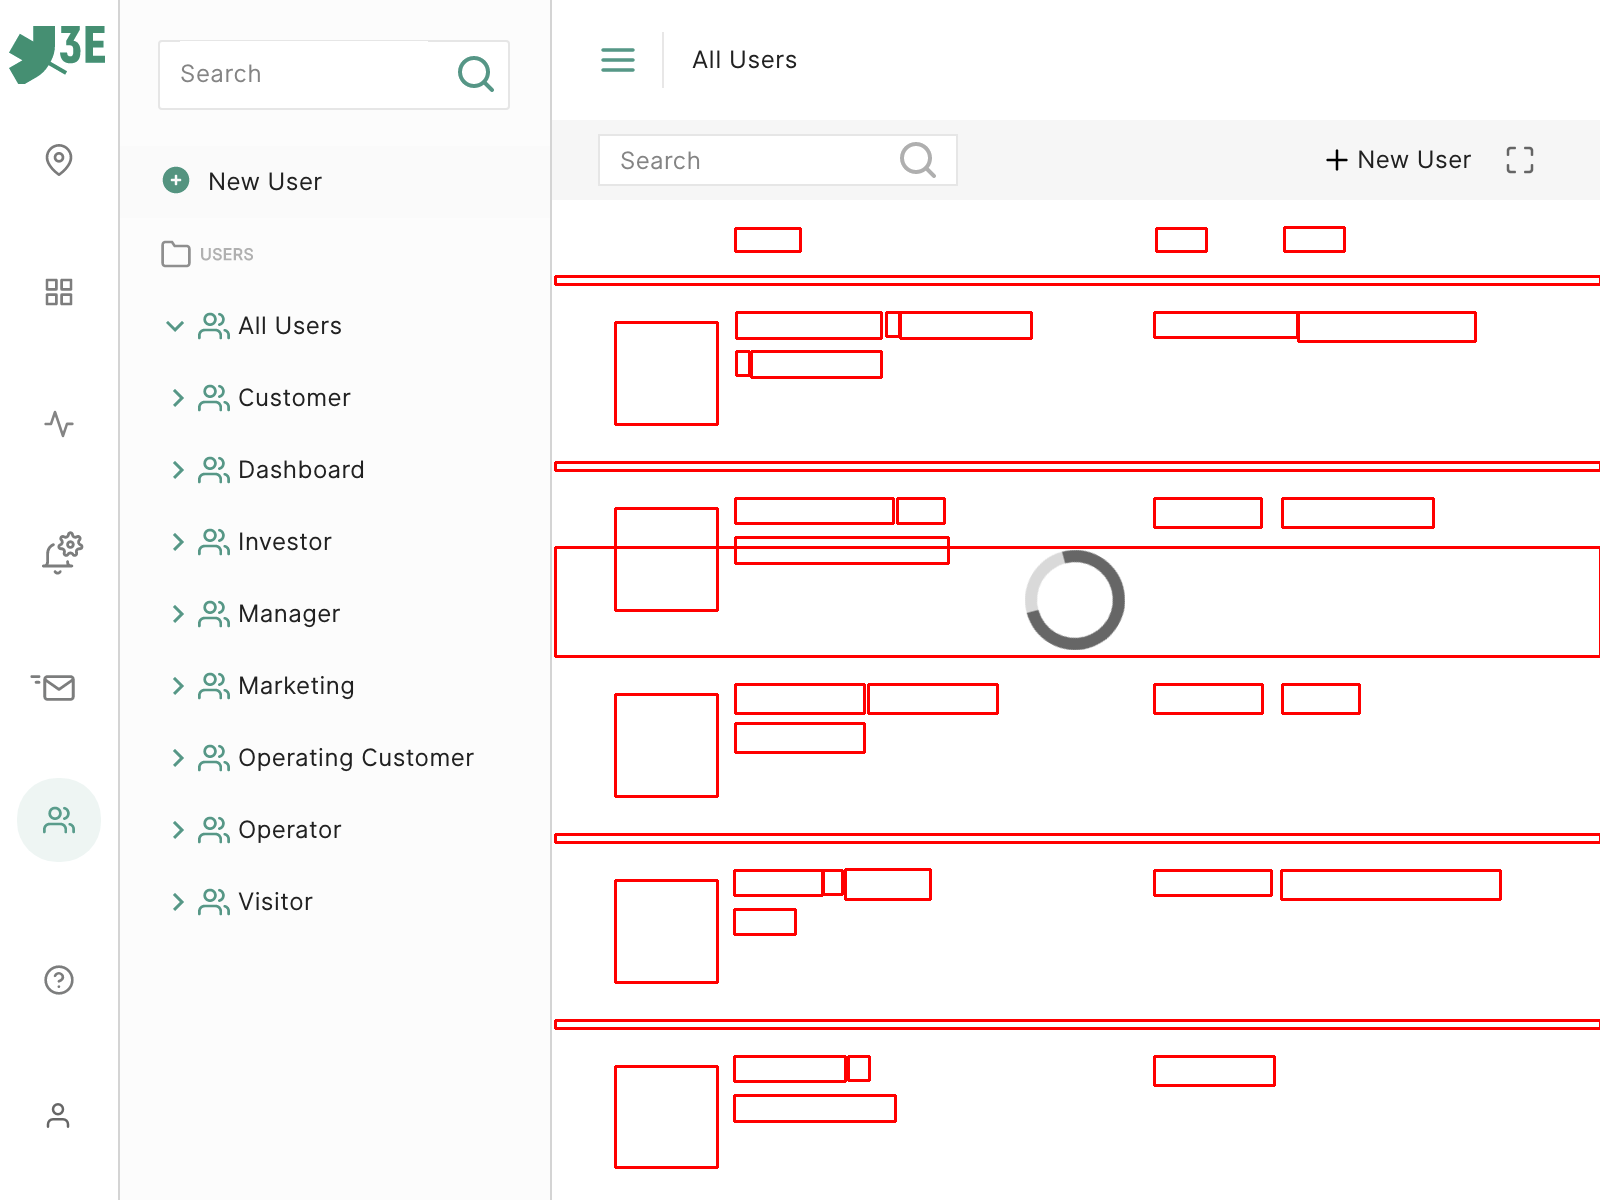 3E
Search
New User
USERS
All Users
Customer
Dashboard
Investor
Manager
Marketing
Operating Customer
Operator
Visitor
All Users
Search
New User